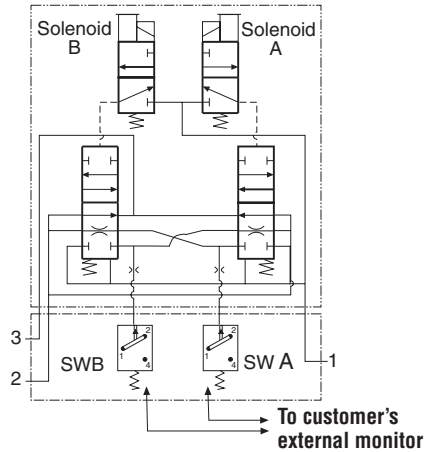 Solenoid
B
Solenoid
A
3
2
1
SWB
1
2
4
SW A
1
2
4
To customer's
external monitor